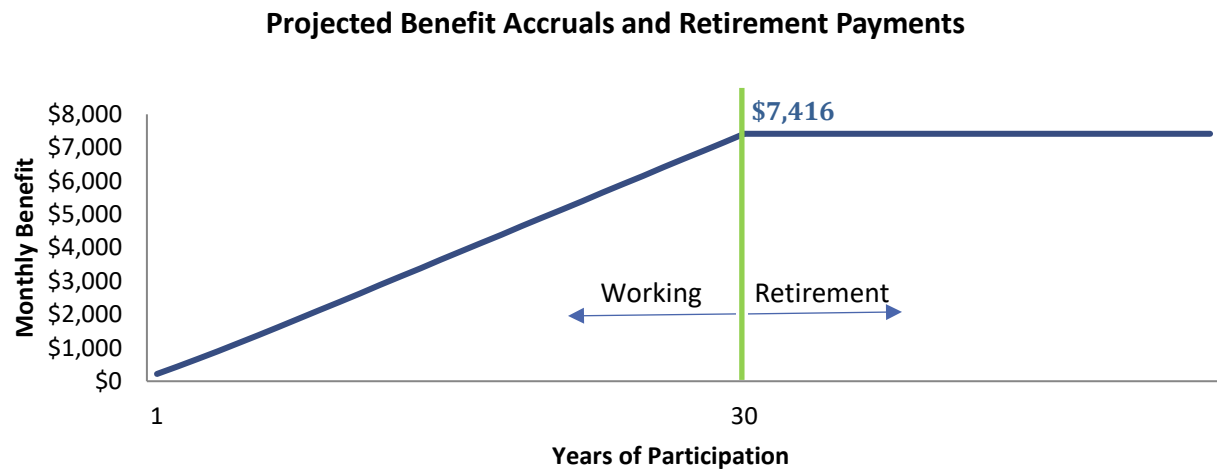 Projected Benefit Accruals and Retirement Payments
Monthly Benefit
$8,000
$7,000
$6,000
$5,000
$4,000
$3,000
$2,000
$1,000
$0
$7,416
Working
Retirement
1
30
Years of Participation